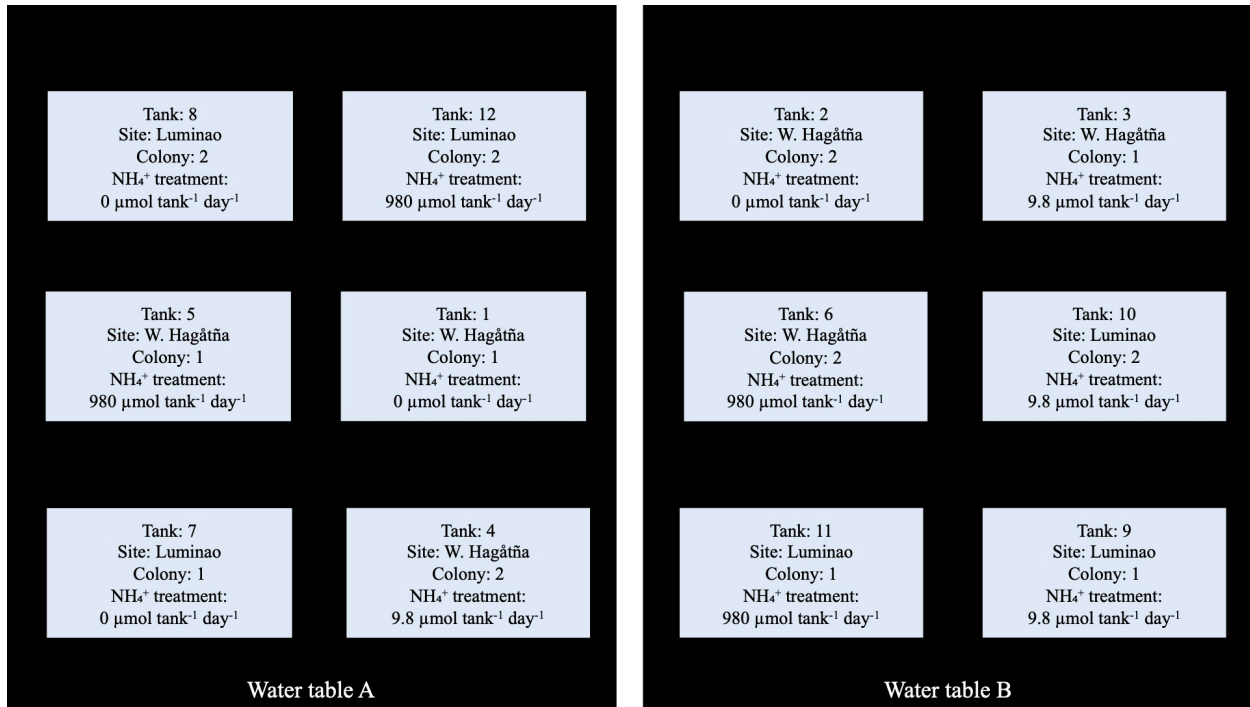 Tank: 8
Site: Luminao
Colony: 2
NH₄⁺ treatment:
0 µmol tank⁻¹ day⁻¹
Tank: 12
Site: Luminao
Colony: 2
NH₄⁺ treatment:
980 µmol tank⁻¹ day⁻¹
Tank: 5
Site: W. Hagåtña
Colony: 1
NH₄⁺ treatment:
980 µmol tank⁻¹ day⁻¹
Tank: 1
Site: W. Hagåtña
Colony: 1
NH₄⁺ treatment:
0 µmol tank⁻¹ day⁻¹
Tank: 7
Site: Luminao
Colony: 1
NH₄⁺ treatment:
0 µmol tank⁻¹ day⁻¹
Tank: 4
Site: W. Hagåtña
Colony: 2
NH₄⁺ treatment:
9.8 µmol tank⁻¹ day⁻¹
Water table A
Tank: 2
Site: W. Hagåtña
Colony: 2
NH₄⁺ treatment:
0 µmol tank⁻¹ day⁻¹
Tank: 3
Site: W. Hagåtña
Colony: 1
NH₄⁺ treatment:
9.8 µmol tank⁻¹ day⁻¹
Tank: 6
Site: W. Hagåtña
Colony: 2
NH₄⁺ treatment:
980 µmol tank⁻¹ day⁻¹
Tank: 10
Site: Luminao
Colony: 2
NH₄⁺ treatment:
9.8 µmol tank⁻¹ day⁻¹
Tank: 11
Site: Luminao
Colony: 1
NH₄⁺ treatment:
980 µmol tank⁻¹ day⁻¹
Tank: 9
Site: Luminao
Colony: 1
NH₄⁺ treatment:
9.8 µmol tank⁻¹ day⁻¹
Water table B